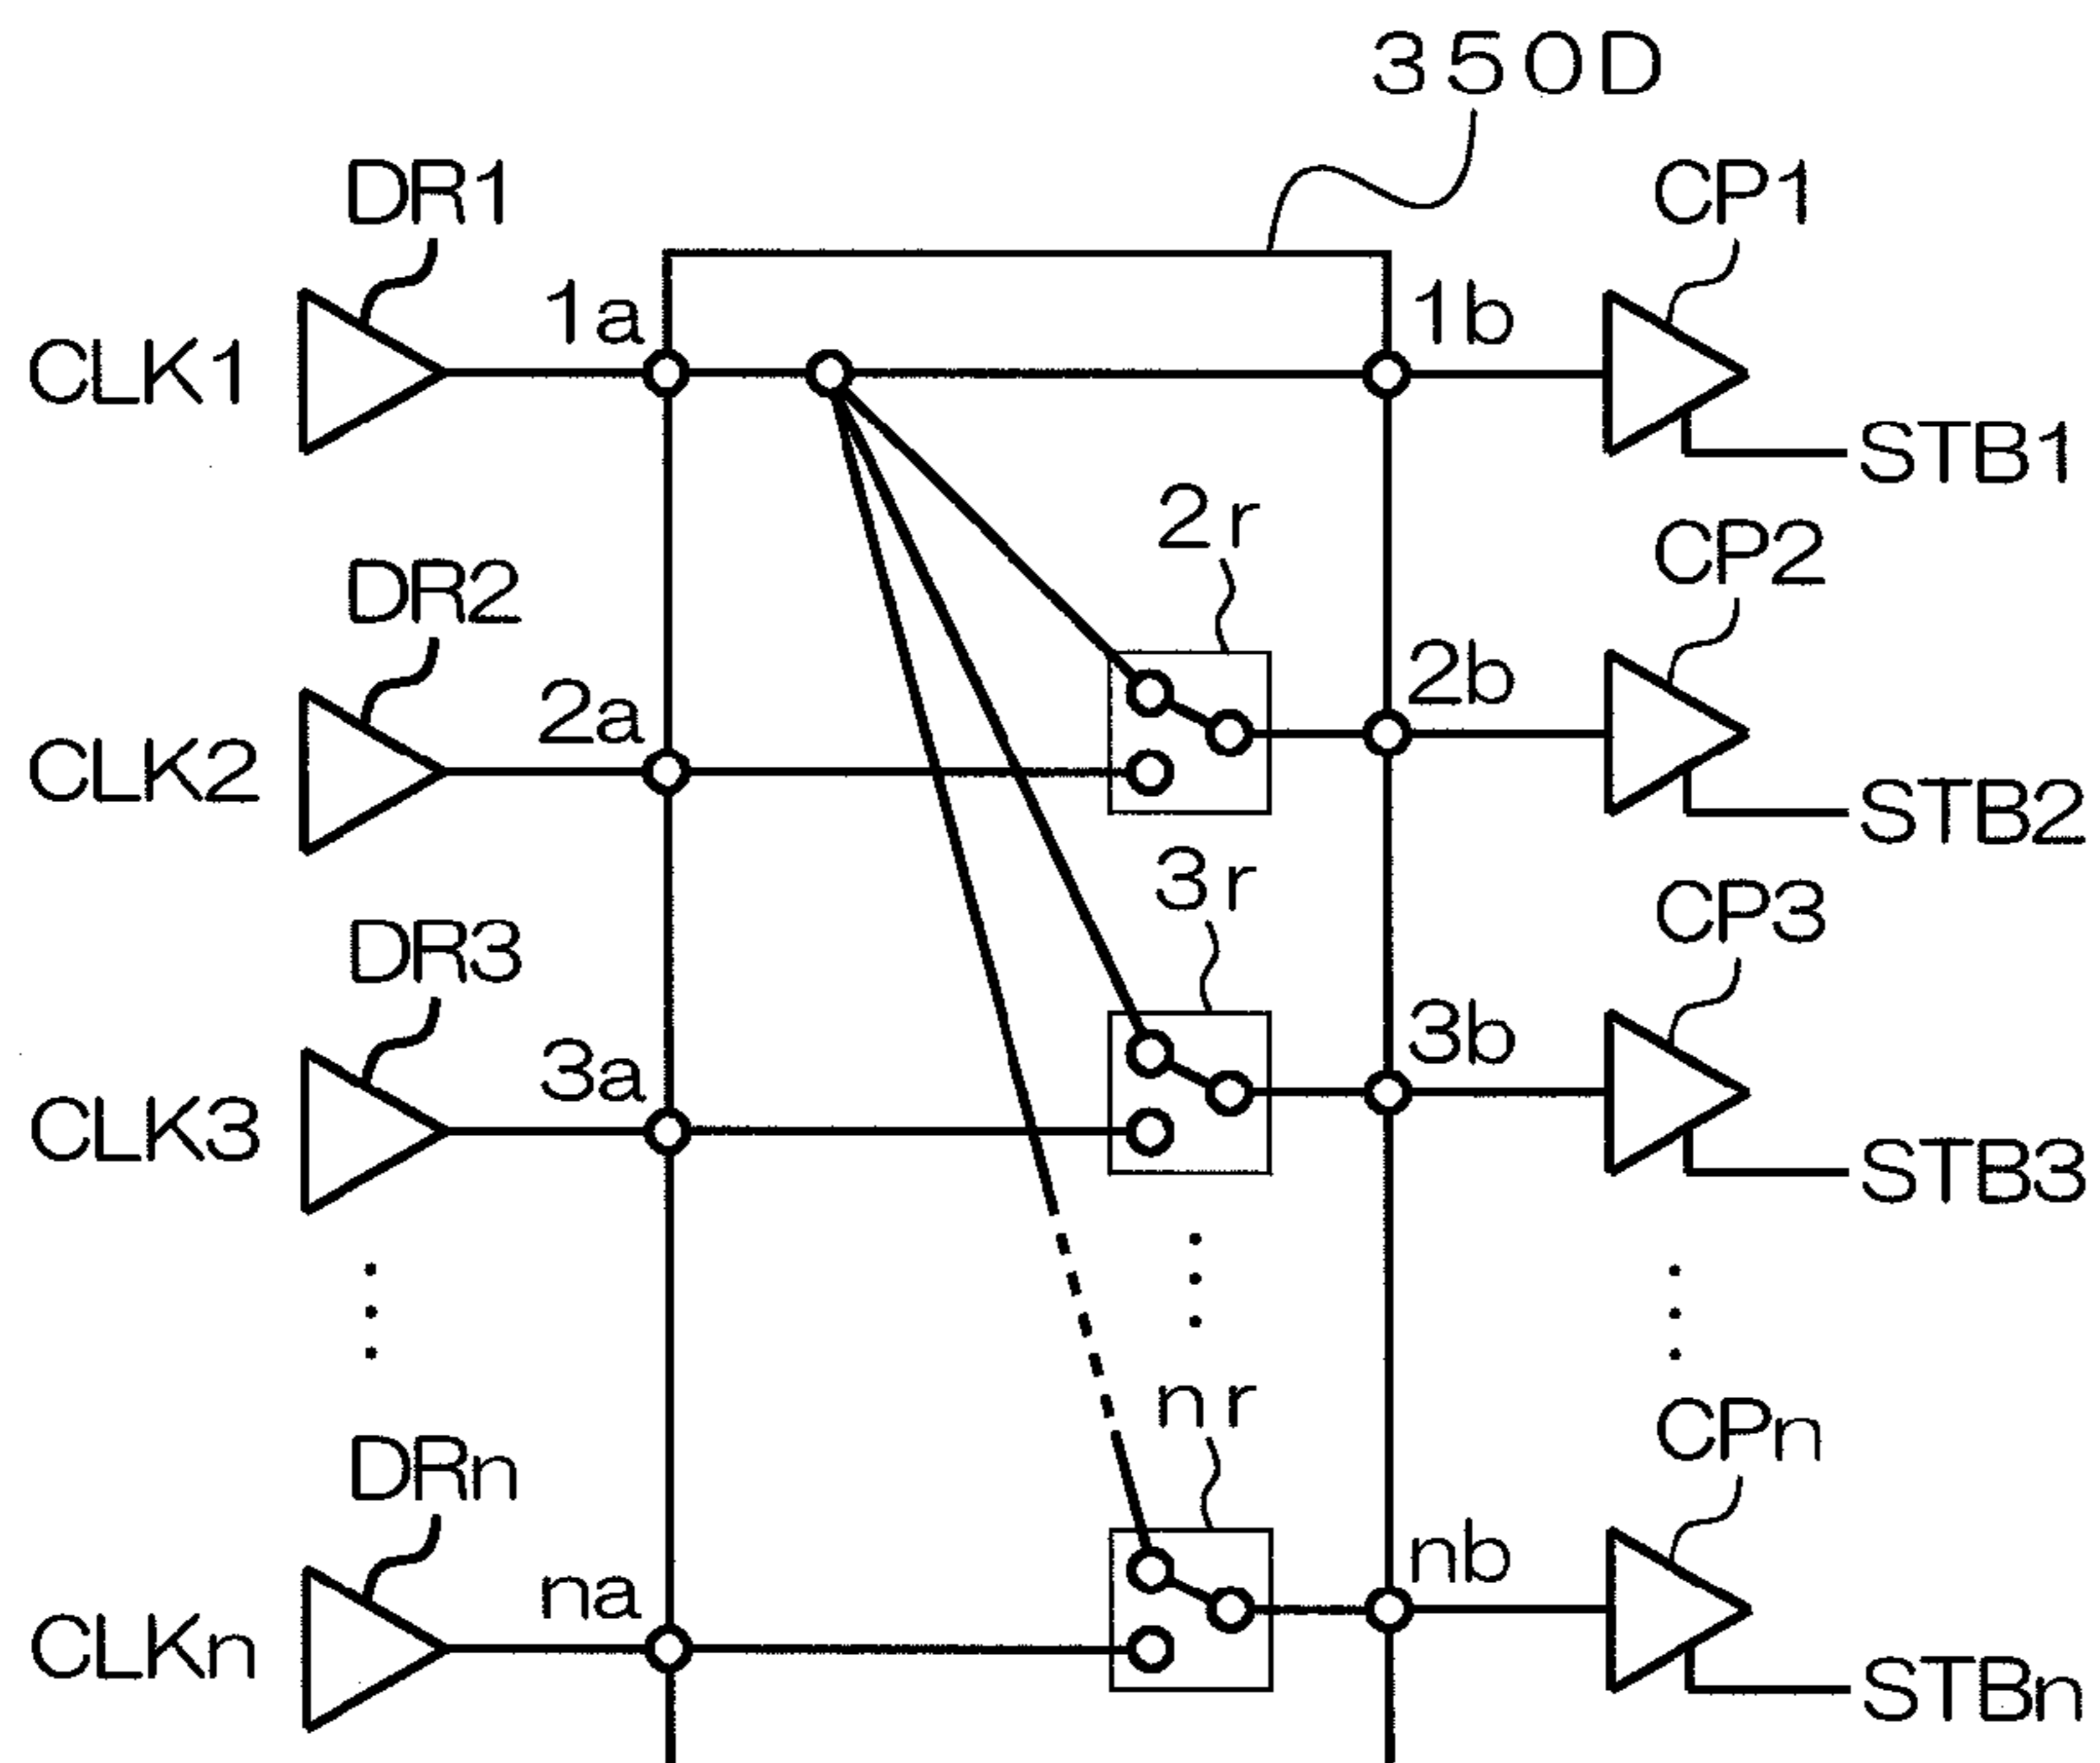 350D
DR1
CP1
1a
1b
CLK1
STB1
2r
DR2
CP2
2a
2b
CLK2
STB2
3r
DR3
CP3
3a
3b
CLK3
STB3
nr
DRn
CPn
na
nb
CLKn
STBn